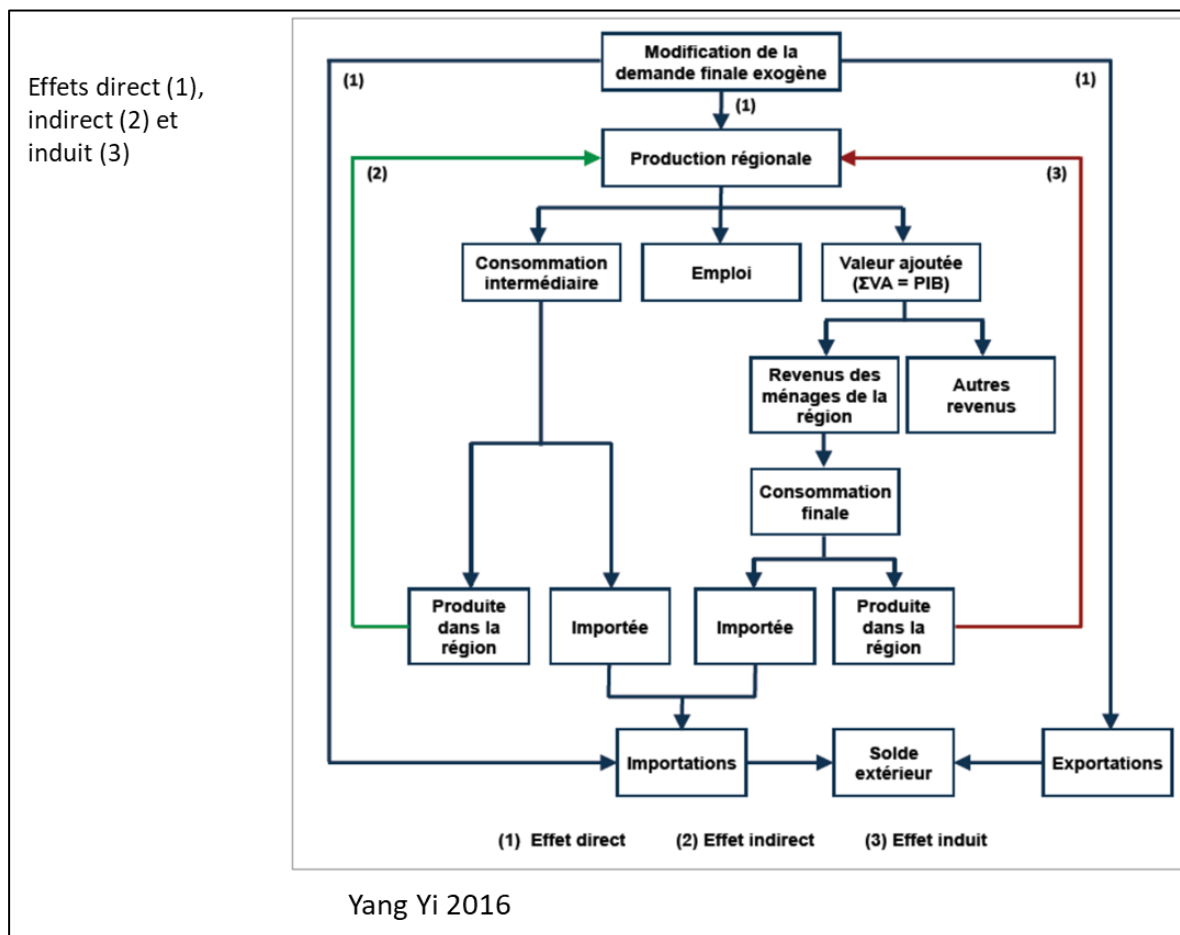 Effets direct (1),
indirect (2) et
induit (3)
Modification de la
demande finale exogène
(1)
(1)
(1)
Production régionale
(2)
(3)
Consommation
intermédiaire
Emploi
Valeur ajoutée
(ΣVA = PIB)
Revenus des
ménages de la
région
Autres
revenus
Consommation
finale
Produite
dans la
région
Importée
Importée
Produite
dans la
région
Importations
Solde
extérieur
Exportations
(1) Effet direct
(2) Effet indirect
(3) Effet induit
Yang Yi 2016